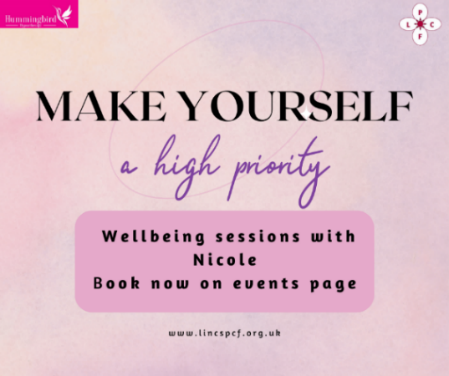 Hummingbird
P
L C
F
MAKE YOURSELF
a high priority
Wellbeing sessions with
Nicole
Book now on events page
www.lincspcf.org.uk